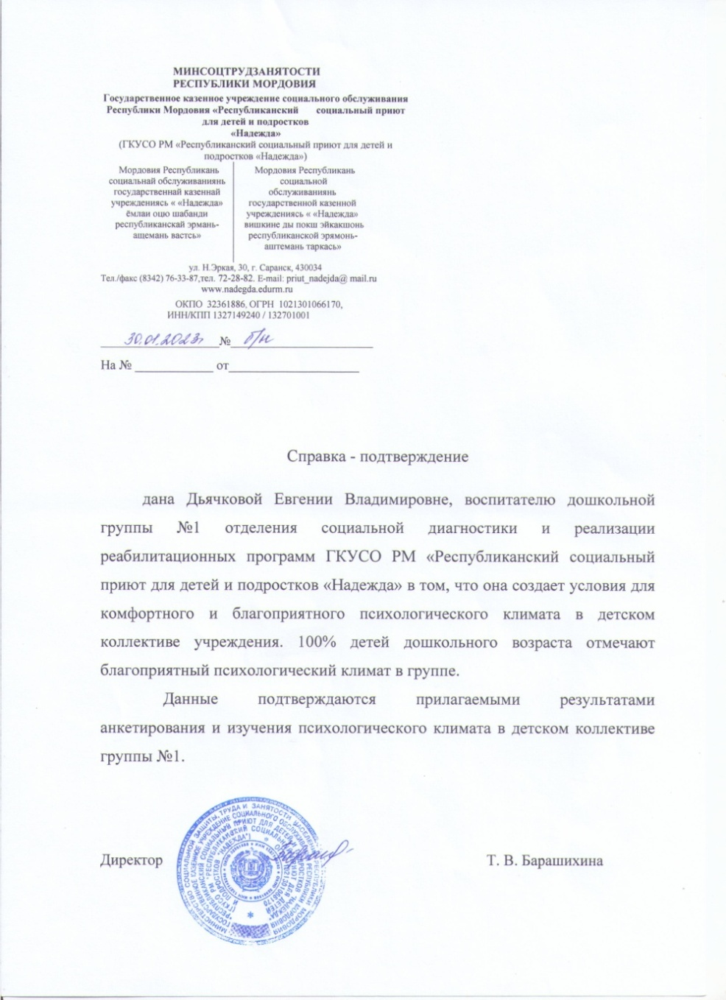 МИНСОЦТРУДЗАНЯТОСТИ
РЕСПУБЛИКИ МОРДОВИЯ
Государственное казенное учреждение социального обслуживания
Республики Мордовия «Республиканский социальный приют
для детей и подростков
«Надежда»
(ГКУСО РМ «Республиканский социальный приют для детей и
подростков «Надежда»)
Мордовия Республикань
социальнай обслуживаниянь
государственнай казеннай
учреждениясь « «Надежда»
ёмлаи оцю шабанди
республиканскай эрмань-
ащемань вастсь»
Мордовия Республикань
социальной
обслуживаниянь
государственной казенной
учреждениясь « «Надежда»
вишкине ды покш эйкакшонь
республиканской эрямонь-
аштемань таркась»
ул. Н.Эркая, 30, г. Саранск, 430034
Тел./факс (8342) 76-33-87,тел. 72-28-82. E-mail: priut_nadejda@ mail.ru
www.nadegda.edurm.ru
ОКПО 32361886, ОГРН 1021301066170,
ИНН/КПП 1327149240 / 132701001
30.01.2023г № б/н
На № от
Справка - подтверждение
дана Дьячковой Евгении Владимировне, воспитателю дошкольной
группы №1 отделения социальной диагностики и реализации
реабилитационных программ ГКУСО РМ «Республиканский социальный
приют для детей и подростков «Надежда» в том, что она создает условия для
комфортного и благоприятного психологического климата в детском
коллективе учреждения. 100% детей дошкольного возраста отмечают
благоприятный психологический климат в группе.
Данные подтверждаются прилагаемыми результатами
анкетирования и изучения психологического климата в детском коллективе
группы №1.
Директор
Т. В. Барашихина